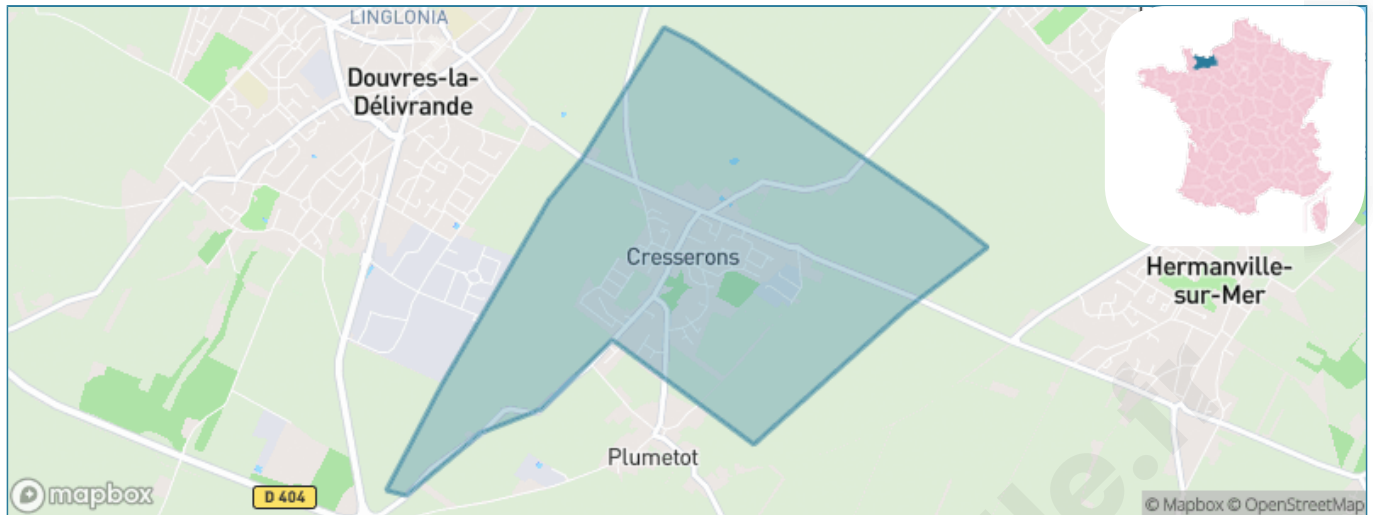 LINGLONIA
Douvres-la-
Délivrande
Cresserons
Hermanville-
sur-Mer
Plumetot
D 404
mapbox
© Mapbox © OpenStreetMap